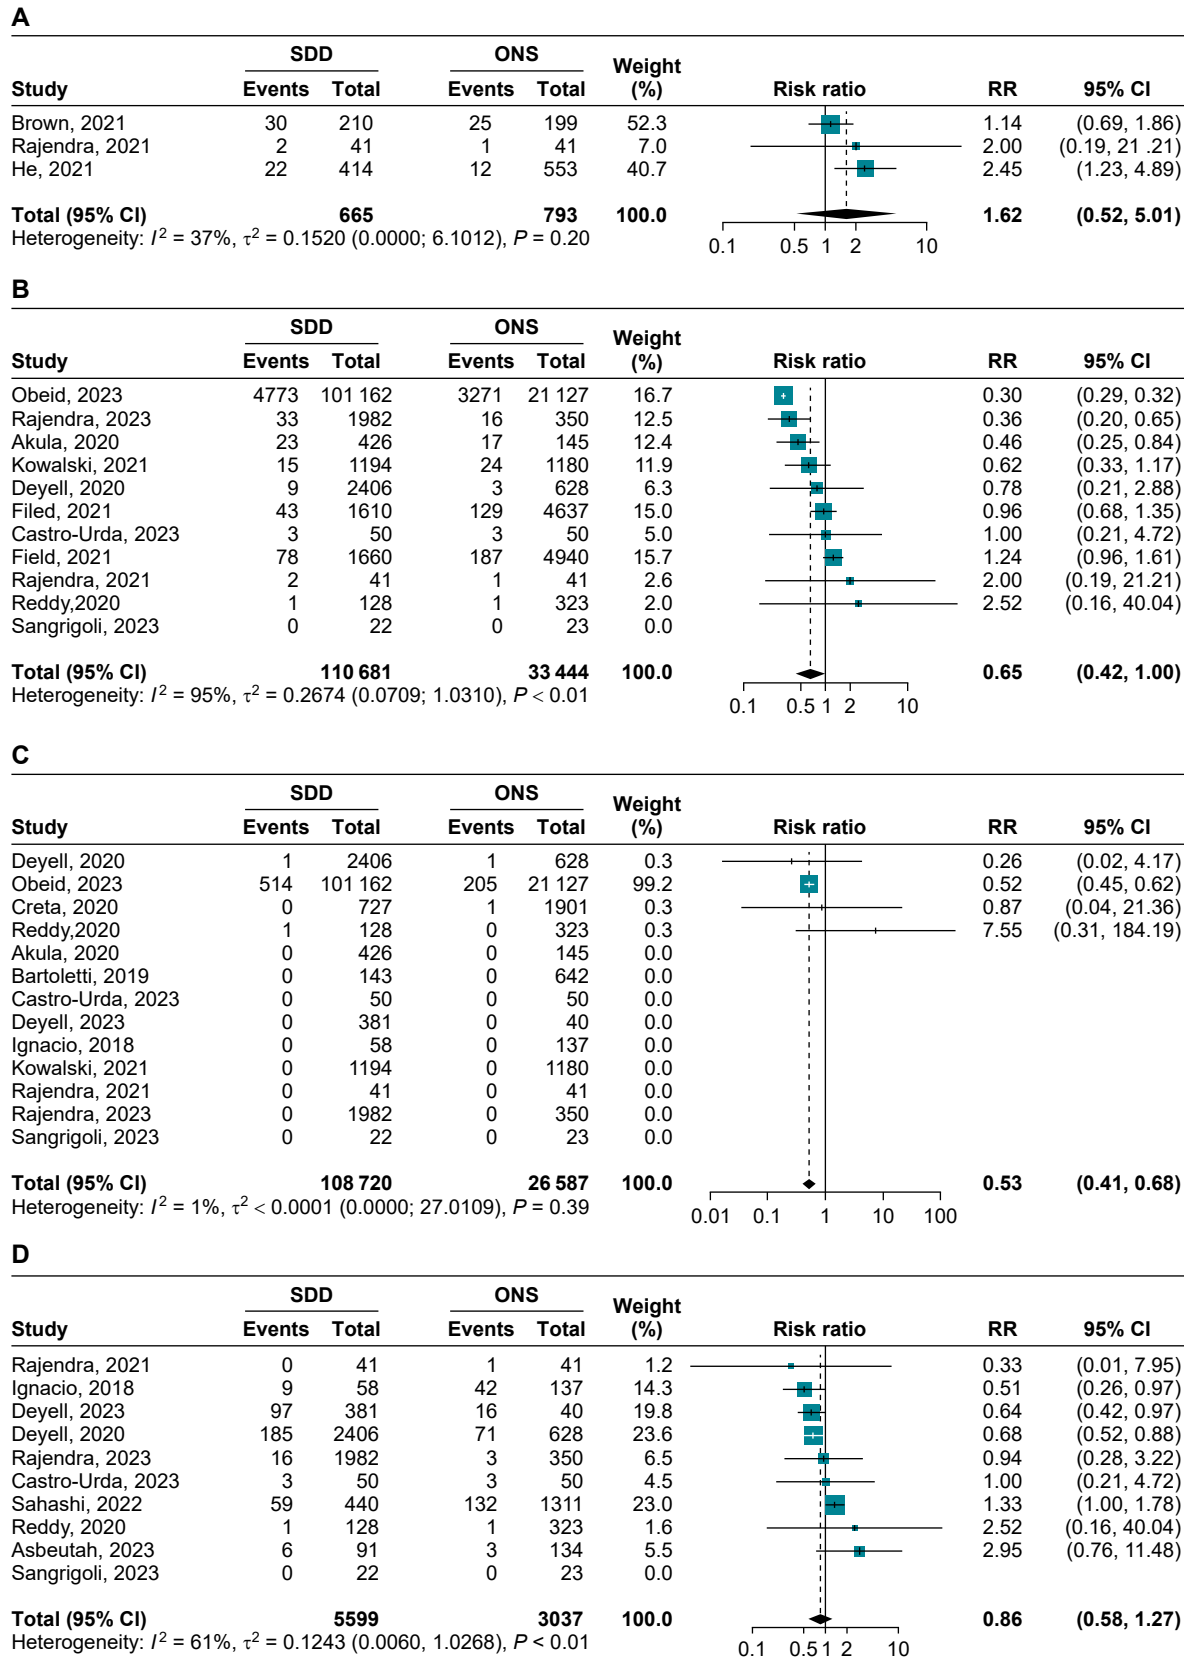 A
SDD ONS Weight
Study Events Total Events Total (%) Risk ratio RR 95% CI
Brown, 2021 30 210 25 199 52.3 1.14 (0.69, 1.86)
Rajendra, 2021 2 41 1 41 7.0 2.00 (0.19, 21 .21)
He, 2021 22 414 12 553 40.7 2.45 (1.23, 4.89)
Total (95% CI) 665 793 100.0 1.62 (0.52, 5.01)
Heterogeneity: I² = 37%, τ² = 0.1520 (0.0000; 6.1012), P = 0.20
0.1 0.5 1 2 10
B
SDD ONS Weight
Study Events Total Events Total (%) Risk ratio RR 95% CI
Obeid, 2023 4773 101 162 3271 21 127 16.7 0.30 (0.29, 0.32)
Rajendra, 2023 33 1982 16 350 12.5 0.36 (0.20, 0.65)
Akula, 2020 23 426 17 145 12.4 0.46 (0.25, 0.84)
Kowalski, 2021 15 1194 24 1180 11.9 0.62 (0.33, 1.17)
Deyell, 2020 9 2406 3 628 6.3 0.78 (0.21, 2.88)
Filed, 2021 43 1610 129 4637 15.0 0.96 (0.68, 1.35)
Castro-Urda, 2023 3 50 3 50 5.0 1.00 (0.21, 4.72)
Field, 2021 78 1660 187 4940 15.7 1.24 (0.96, 1.61)
Rajendra, 2021 2 41 1 41 2.6 2.00 (0.19, 21.21)
Reddy,2020 1 128 1 323 2.0 2.52 (0.16, 40.04)
Sangrigoli, 2023 0 22 0 23 0.0
Total (95% CI) 110 681 33 444 100.0 0.65 (0.42, 1.00)
Heterogeneity: I² = 95%, τ² = 0.2674 (0.0709; 1.0310), P < 0.01
0.1 0.5 1 2 10
C
SDD ONS Weight
Study Events Total Events Total (%) Risk ratio RR 95% CI
Deyell, 2020 1 2406 1 628 0.3 0.26 (0.02, 4.17)
Obeid, 2023 514 101 162 205 21 127 99.2 0.52 (0.45, 0.62)
Creta, 2020 0 727 1 1901 0.3 0.87 (0.04, 21.36)
Reddy,2020 1 128 0 323 0.3 7.55 (0.31, 184.19)
Akula, 2020 0 426 0 145 0.0
Bartoletti, 2019 0 143 0 642 0.0
Castro-Urda, 2023 0 50 0 50 0.0
Deyell, 2023 0 381 0 40 0.0
Ignacio, 2018 0 58 0 137 0.0
Kowalski, 2021 0 1194 0 1180 0.0
Rajendra, 2021 0 41 0 41 0.0
Rajendra, 2023 0 1982 0 350 0.0
Sangrigoli, 2023 0 22 0 23 0.0
Total (95% CI) 108 720 26 587 100.0 0.53 (0.41, 0.68)
Heterogeneity: I² = 1%, τ² < 0.0001 (0.0000; 27.0109), P = 0.39
0.01 0.1 1 10 100
D
SDD ONS Weight
Study Events Total Events Total (%) Risk ratio RR 95% CI
Rajendra, 2021 0 41 1 41 1.2 0.33 (0.01, 7.95)
Ignacio, 2018 9 58 42 137 14.3 0.51 (0.26, 0.97)
Deyell, 2023 97 381 16 40 19.8 0.64 (0.42, 0.97)
Deyell, 2020 185 2406 71 628 23.6 0.68 (0.52, 0.88)
Rajendra, 2023 16 1982 3 350 6.5 0.94 (0.28, 3.22)
Castro-Urda, 2023 3 50 3 50 4.5 1.00 (0.21, 4.72)
Sahashi, 2022 59 440 132 1311 23.0 1.33 (1.00, 1.78)
Reddy, 2020 1 128 1 323 1.6 2.52 (0.16, 40.04)
Asbeutah, 2023 6 91 3 134 5.5 2.95 (0.76, 11.48)
Sangrigoli, 2023 0 22 0 23 0.0
Total (95% CI) 5599 3037 100.0 0.86 (0.58, 1.27)
Heterogeneity: I² = 61%, τ² = 0.1243 (0.0060, 1.0268), P < 0.01
0.1 0.5 1 2 10